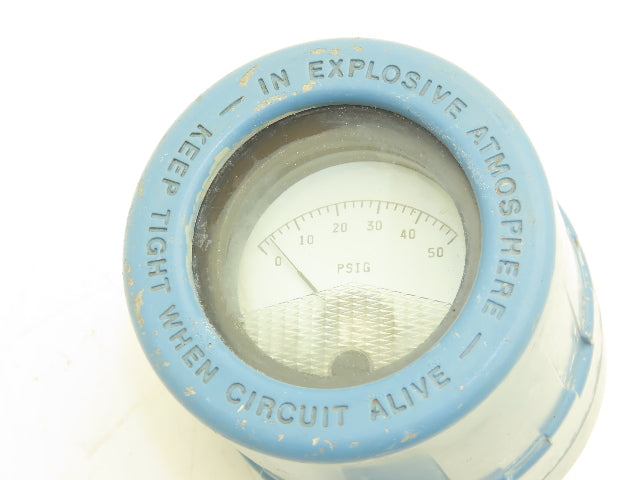 — IN EXPLOSIVE ATMOSPHERE —
KEEP TIGHT WHEN CIRCUIT ALIVE
0 10 20 30 40 50
PSIG